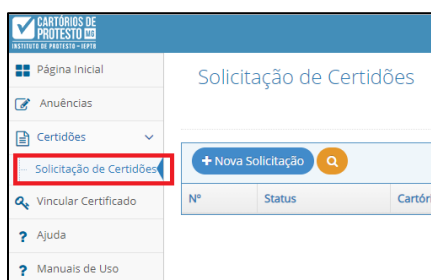 CARTÓRIOS DE
PROTESTO MG
INSTITUTO DE PROTESTO - IEPTB
Página Inicial
Solicitação de Certidões
Anuências
Certidões
+ Nova Solicitação
Solicitação de Certidões
Nº Status Cartóri
Vincular Certificado
? Ajuda
? Manuais de Uso